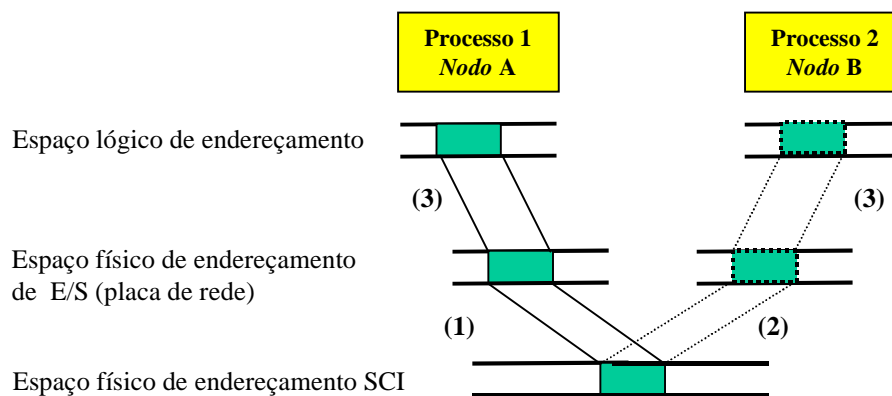 Processo 1
Nodo A
Processo 2
Nodo B
Espaço lógico de endereçamento
(3)
(3)
Espaço físico de endereçamento
de E/S (placa de rede)
(1)
(2)
Espaço físico de endereçamento SCI